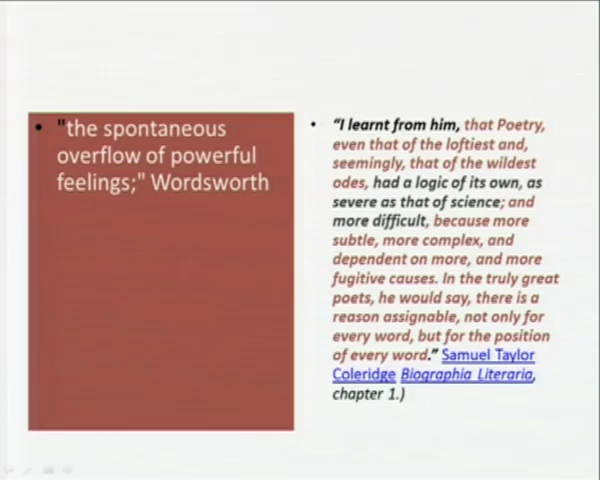 • "the spontaneous
overflow of powerful
feelings;" Wordsworth
• “I learnt from him, that Poetry,
even that of the loftiest and,
seemingly, that of the wildest
odes, had a logic of its own, as
severe as that of science; and
more difficult, because more
subtle, more complex, and
dependent on more, and more
fugitive causes. In the truly great
poets, he would say, there is a
reason assignable, not only for
every word, but for the position
of every word.” Samuel Taylor
Coleridge Biographia Literaria,
chapter 1.)